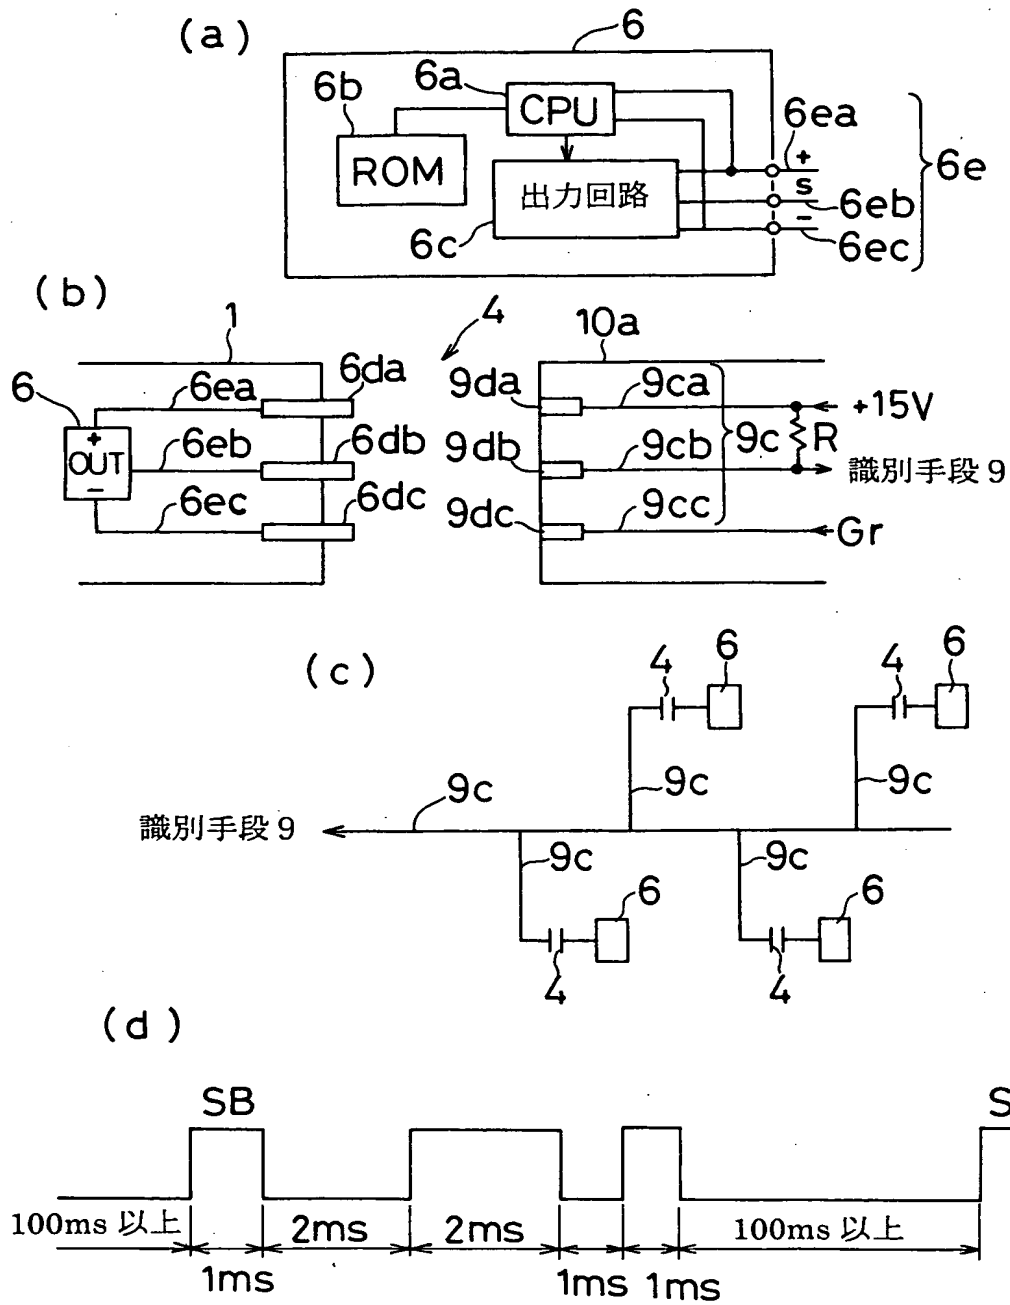 (a)
6
6a
6b
CPU
ROM
出力回路
6c
+
6ea
S
6eb
-
6ec
6e
(b)
1
4
10a
6
6ea
6da
9da
9ca
+15V
+
OUT
-
6eb
6db
9db
9cb
9c
R
識別手段9
6ec
6dc
9dc
9cc
Gr
(c)
4
6
4
6
9c
9c
9c
識別手段9
9c
9c
6
6
4
4
(d)
SB
S
100ms 以上
2ms
2ms
100ms 以上
1ms
1ms
1ms